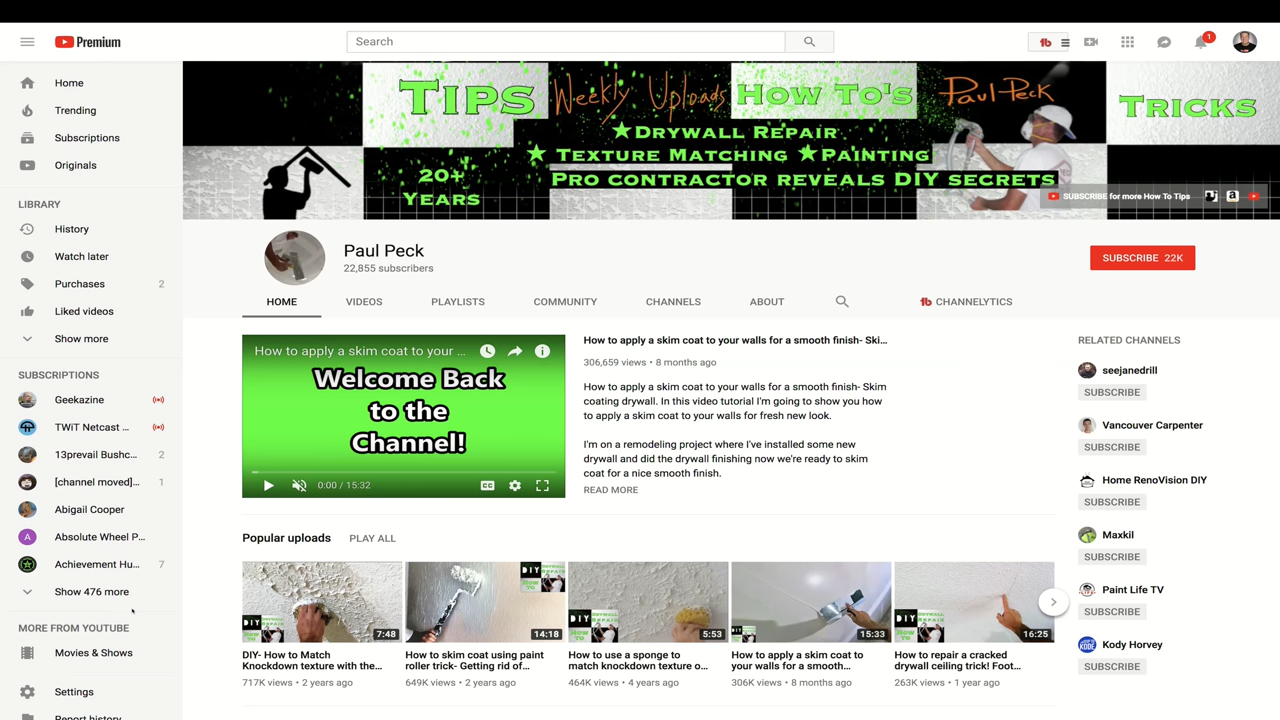 Premium
Search
1
Home
Trending
Subscriptions
Originals
LIBRARY
History
Watch later
Purchases 2
Liked videos
Show more
SUBSCRIPTIONS
Geekazine
TWiT Netcast ...
13prevail Bushc... 2
[channel moved]... 1
Abigail Cooper
A Absolute Wheel P...
Achievement Hu... 7
Show 476 more
MORE FROM YOUTUBE
Movies & Shows
Settings
Report history
TIPS Weekly Uploads HOW TO'S Paul Peck TRICKS
★DRYWALL REPAIR
★ TEXTURE MATCHING ★PAINTING
20+ YEARS
PRO CONTRACTOR REVEALS DIY SECRETS
SUBSCRIBE for more How To Tips
Paul Peck
22,855 subscribers
SUBSCRIBE 22K
HOME VIDEOS PLAYLISTS COMMUNITY CHANNELS ABOUT tb CHANNELYTICS
How to apply a skim coat to your ...
Welcome Back
to the
Channel!
0:00 / 15:32
CC
How to apply a skim coat to your walls for a smooth finish- Ski...
306,659 views • 8 months ago
How to apply a skim coat to your walls for a smooth finish- Skim
coating drywall. In this video tutorial I'm going to show you how
to apply a skim coat to your walls for fresh new look.
I'm on a remodeling project where I've installed some new
drywall and did the drywall finishing now we're ready to skim
coat for a nice smooth finish.
READ MORE
RELATED CHANNELS
seejanedrill
SUBSCRIBE
Vancouver Carpenter
SUBSCRIBE
Home RenoVision DIY
SUBSCRIBE
Maxkil
SUBSCRIBE
Paint Life TV
SUBSCRIBE
Kody Horvey
SUBSCRIBE
Popular uploads PLAY ALL
7:48
14:18
5:53
15:33
16:25
DIY- How to Match
Knockdown texture with the...
717K views • 2 years ago
How to skim coat using paint
roller trick- Getting rid of...
649K views • 2 years ago
How to use a sponge to
match knockdown texture o...
464K views • 4 years ago
How to apply a skim coat to
your walls for a smooth...
306K views • 8 months ago
How to repair a cracked
drywall ceiling trick! Foot...
263K views • 1 year ago